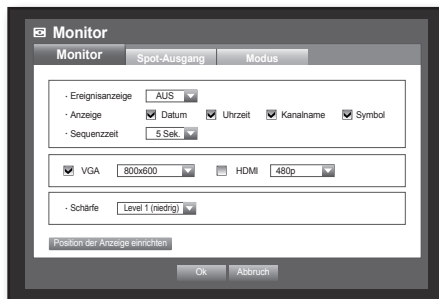 Monitor
Monitor Spot-Ausgang Modus
· Ereignisanzeige AUS
· Anzeige Datum Uhrzeit Kanalname Symbol
· Sequenzzeit 5 Sek.
VGA 800x600 HDMI 480p
· Schärfe Level 1 (niedrig)
Position der Anzeige einrichten
Ok Abbruch